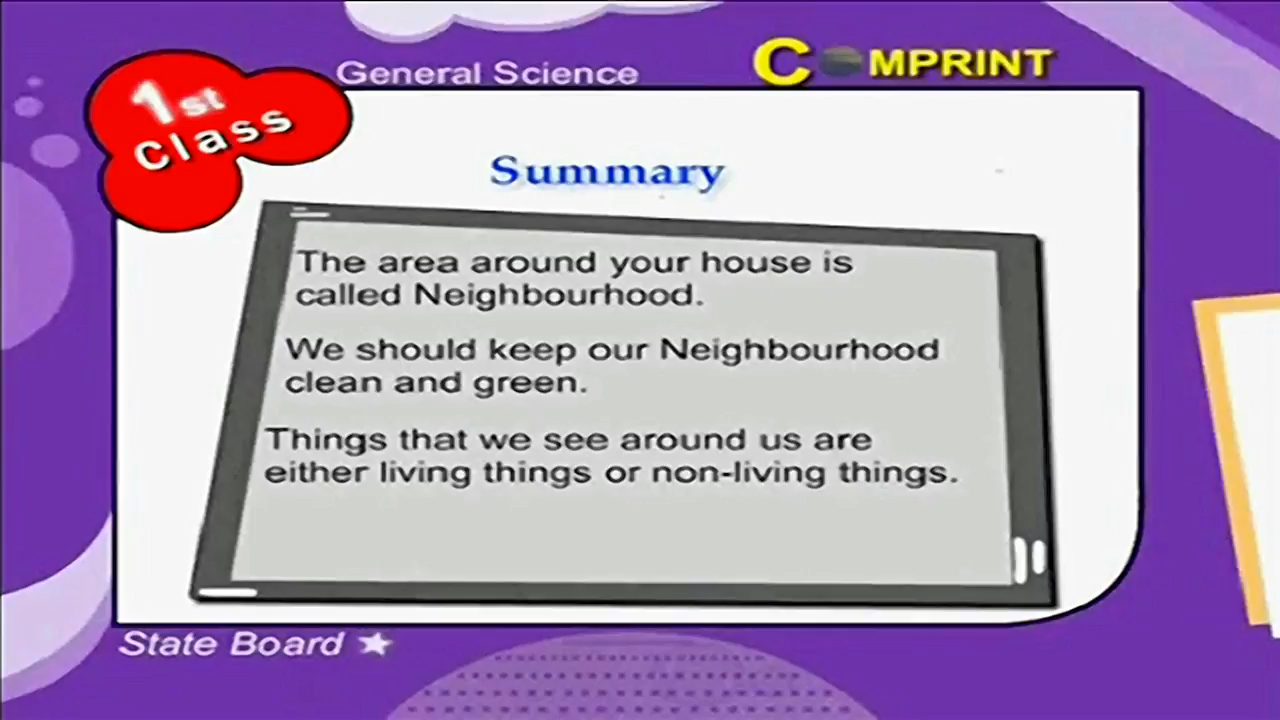 General Science
COMPRINT
1st
Class
Summary
The area around your house is
called Neighbourhood.
We should keep our Neighbourhood
clean and green.
Things that we see around us are
either living things or non-living things.
State Board